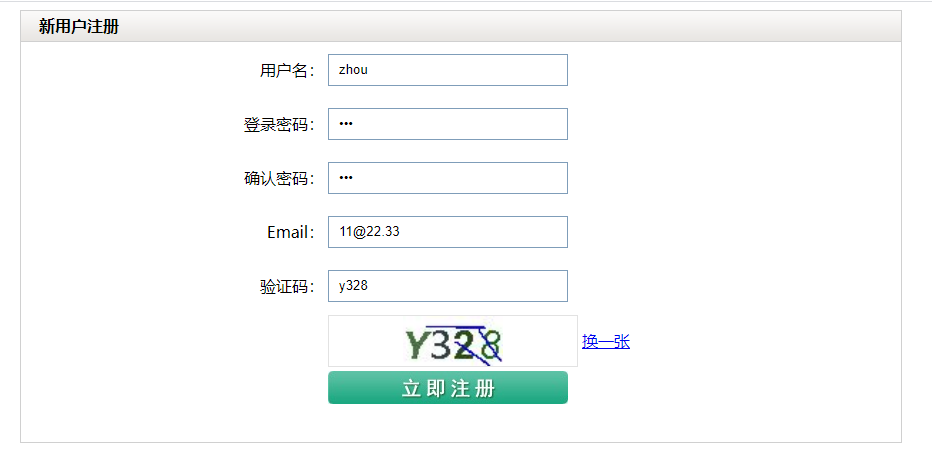 新用户注册
用户名： zhou
登录密码： •••
确认密码： •••
Email： 11@22.33
验证码： y328
Y328 换一张
立即注册